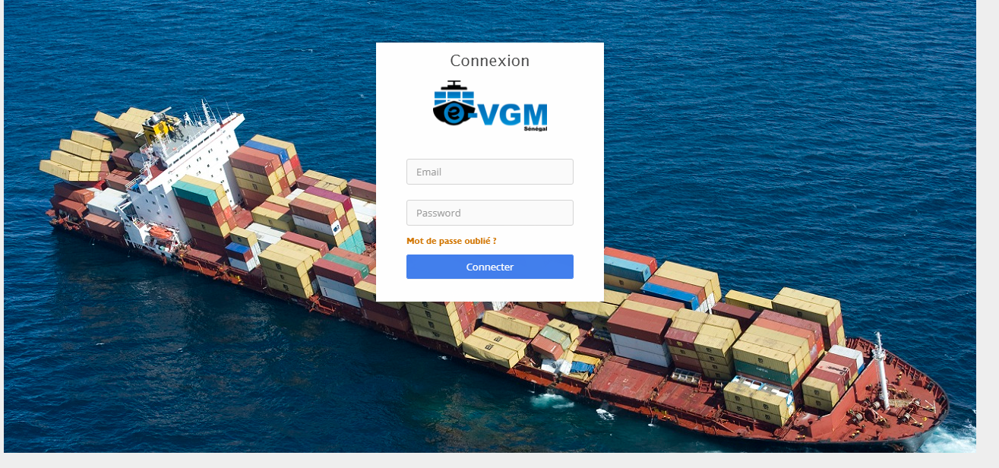 Connexion
e-VGM
Sénégal
Email
Password
Mot de passe oublié ?
Connecter